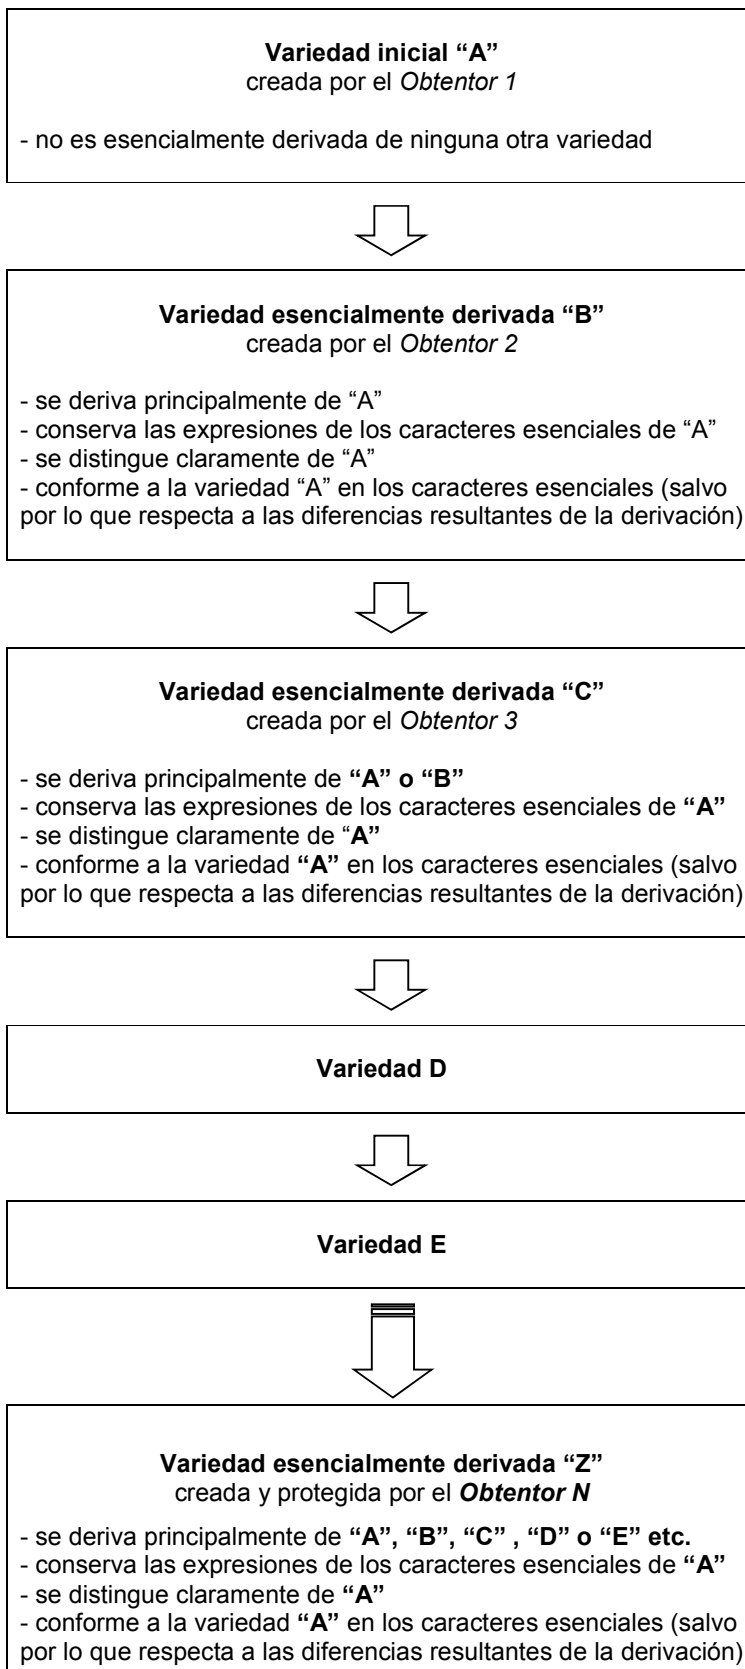 Variedad inicial “A”
creada por el Obtentor 1
- no es esencialmente derivada de ninguna otra variedad
Variedad esencialmente derivada “B”
creada por el Obtentor 2
- se deriva principalmente de “A”
- conserva las expresiones de los caracteres esenciales de “A”
- se distingue claramente de “A”
- conforme a la variedad “A” en los caracteres esenciales (salvo
por lo que respecta a las diferencias resultantes de la derivación)
Variedad esencialmente derivada “C”
creada por el Obtentor 3
- se deriva principalmente de “A” o “B”
- conserva las expresiones de los caracteres esenciales de “A”
- se distingue claramente de “A”
- conforme a la variedad “A” en los caracteres esenciales (salvo
por lo que respecta a las diferencias resultantes de la derivación)
Variedad D
Variedad E
Variedad esencialmente derivada “Z”
creada y protegida por el Obtentor N
- se deriva principalmente de “A”, “B”, “C” , “D” o “E” etc.
- conserva las expresiones de los caracteres esenciales de “A”
- se distingue claramente de “A”
- conforme a la variedad “A” en los caracteres esenciales (salvo
por lo que respecta a las diferencias resultantes de la derivación)